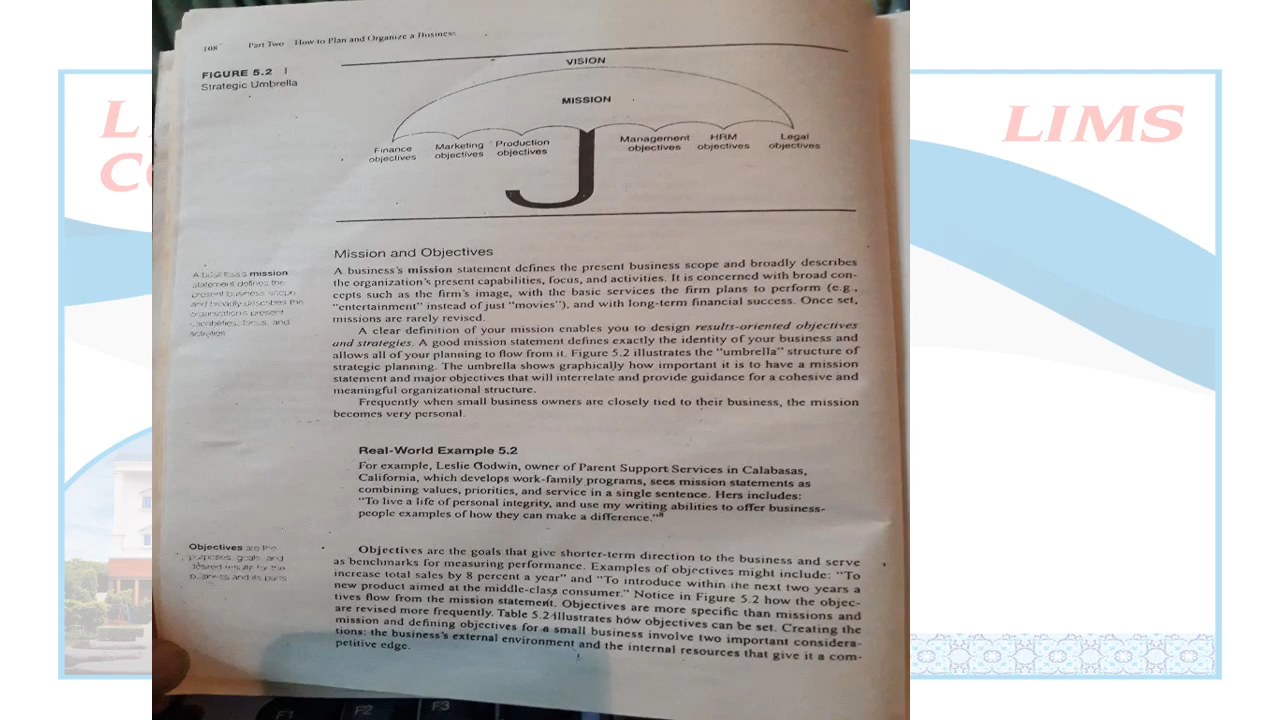 LIMS
108 Part Two How to Plan and Organize a Business
FIGURE 5.2
Strategic Umbrella
VISION
MISSION
Finance objectives
Marketing objectives
Production objectives
Management objectives
HRM objectives
Legal objectives
Mission and Objectives
A business's mission statement defines the present business scope and broadly describes the organization's present capabilities, focus, and activities.
A business's mission statement defines the present business scope and broadly describes
the organization's present capabilities, focus, and activities. It is concerned with broad con-
cepts such as the firm's image, with the basic services the firm plans to perform (e.g.,
"entertainment" instead of just "movies"), and with long-term financial success. Once set,
missions are rarely revised.
A clear definition of your mission enables you to design results-oriented objectives
and strategies. A good mission statement defines exactly the identity of your business and
allows all of your planning to flow from it. Figure 5.2 illustrates the "umbrella" structure of
strategic planning. The umbrella shows graphically how important it is to have a mission
statement and major objectives that will interrelate and provide guidance for a cohesive and
meaningful organizational structure.
Frequently when small business owners are closely tied to their business, the mission
becomes very personal.
Real-World Example 5.2
For example, Leslie Godwin, owner of Parent Support Services in Calabasas,
California, which develops work-family programs, sees mission statements as
combining values, priorities, and service in a single sentence. Hers includes:
"To live a life of personal integrity, and use my writing abilities to offer business-
people examples of how they can make a difference."8
Objectives are the
purposes, goals, and
desired results for the
business and its parts
Objectives are the goals that give shorter-term direction to the business and serve
as benchmarks for measuring performance. Examples of objectives might include: "To
increase total sales by 8 percent a year" and "To introduce within the next two years a
new product aimed at the middle-class consumer." Notice in Figure 5.2 how the objec-
tives flow from the mission statement. Objectives are more specific than missions and
are revised more frequently. Table 5.2 illustrates how objectives can be set. Creating the
mission and defining objectives for a small business involve two important considera-
tions: the business's external environment and the internal resources that give it a com-
petitive edge.
F1 F2 F3